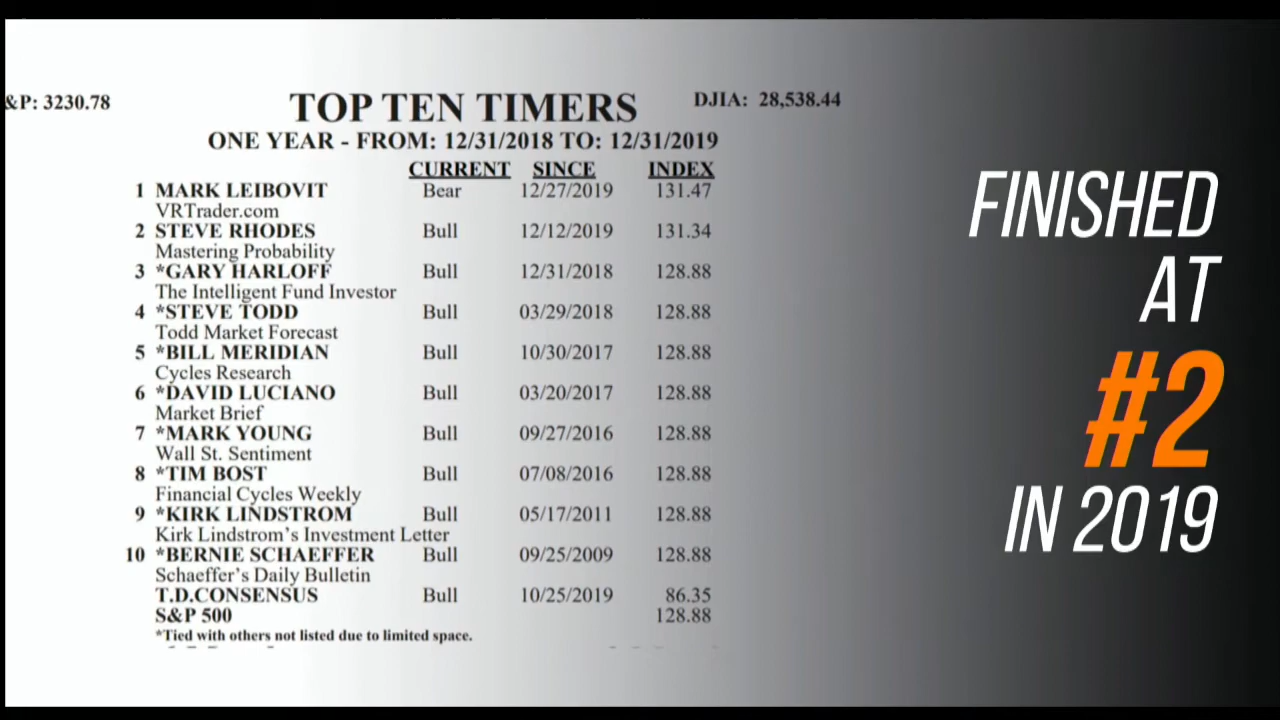 &P: 3230.78
TOP TEN TIMERS
DJIA: 28,538.44
ONE YEAR - FROM: 12/31/2018 TO: 12/31/2019
CURRENT SINCE INDEX
1 MARK LEIBOVIT Bear 12/27/2019 131.47
VRTrader.com
2 STEVE RHODES Bull 12/12/2019 131.34
Mastering Probability
3 *GARY HARLOFF Bull 12/31/2018 128.88
The Intelligent Fund Investor
4 *STEVE TODD Bull 03/29/2018 128.88
Todd Market Forecast
5 *BILL MERIDIAN Bull 10/30/2017 128.88
Cycles Research
6 *DAVID LUCIANO Bull 03/20/2017 128.88
Market Brief
7 *MARK YOUNG Bull 09/27/2016 128.88
Wall St. Sentiment
8 *TIM BOST Bull 07/08/2016 128.88
Financial Cycles Weekly
9 *KIRK LINDSTROM Bull 05/17/2011 128.88
Kirk Lindstrom's Investment Letter
10 *BERNIE SCHAEFFER Bull 09/25/2009 128.88
Schaeffer's Daily Bulletin
T.D.CONSENSUS Bull 10/25/2019 86.35
S&P 500 128.88
*Tied with others not listed due to limited space.
FINISHED
AT
#2
IN 2019